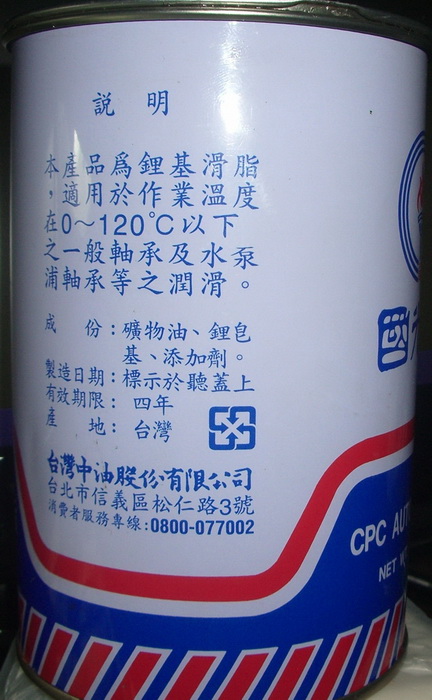 説 明
本產品爲鋰基滑脂
，適用於作業溫度
在0～120℃以下
之一般軸承及水泵
浦軸承等之潤滑。
成 份：礦物油、鋰皂
基、添加劑。
製造日期：標示於聽蓋上
有效期限：四年
產 地：台灣
台灣中油股份有限公司
台北市信義區松仁路3號
消費者服務專線:0800-077002
國
CPC AUT
NET